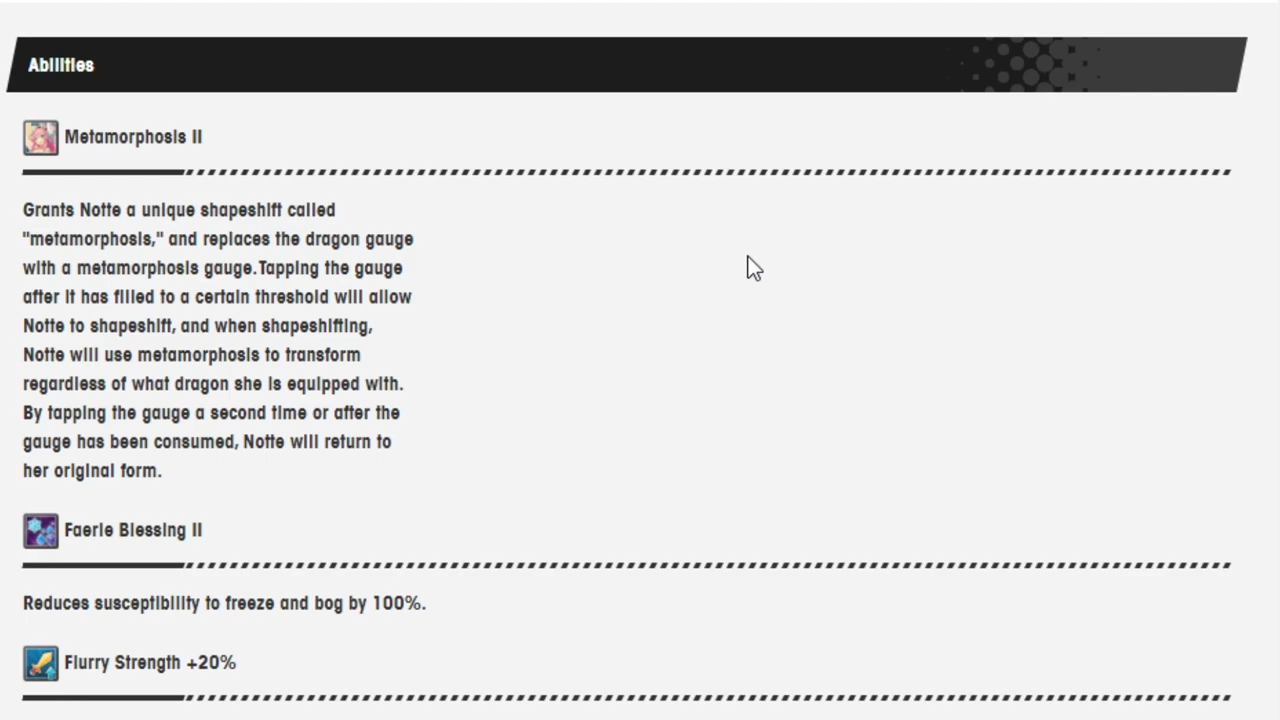 Abilities
Metamorphosis II
Grants Notte a unique shapeshift called
"metamorphosis," and replaces the dragon gauge
with a metamorphosis gauge.Tapping the gauge
after it has filled to a certain threshold will allow
Notte to shapeshift, and when shapeshifting,
Notte will use metamorphosis to transform
regardless of what dragon she is equipped with.
By tapping the gauge a second time or after the
gauge has been consumed, Notte will return to
her original form.
Faerie Blessing II
Reduces susceptibility to freeze and bog by 100%.
Flurry Strength +20%